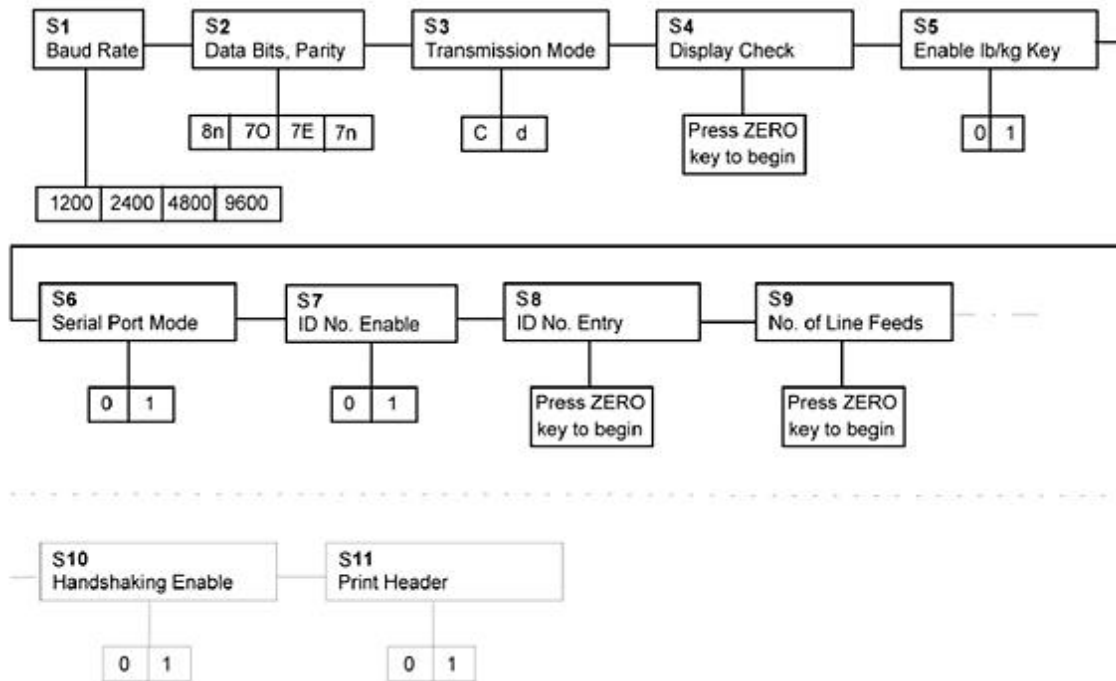 S1
Baud Rate
S2
Data Bits, Parity
S3
Transmission Mode
S4
Display Check
S5
Enable lb/kg Key
8n 7O 7E 7n
C d
Press ZERO
key to begin
0 1
1200 2400 4800 9600
S6
Serial Port Mode
S7
ID No. Enable
S8
ID No. Entry
S9
No. of Line Feeds
0 1
0 1
Press ZERO
key to begin
Press ZERO
key to begin
S10
Handshaking Enable
S11
Print Header
0 1
0 1